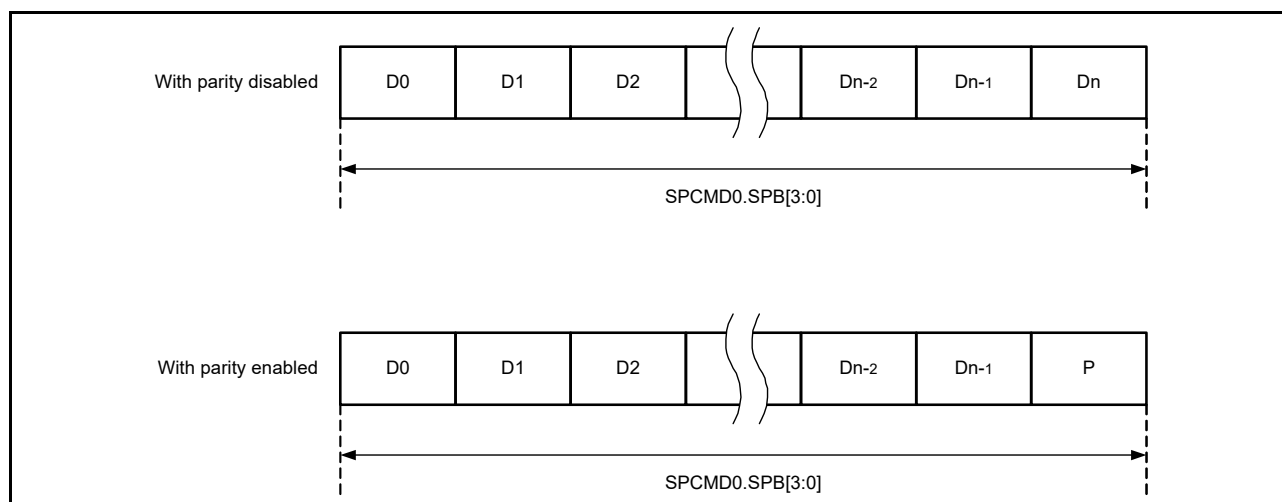 With parity disabled D0 D1 D2 Dn-2 Dn-1 Dn
SPCMD0.SPB[3:0]
With parity enabled D0 D1 D2 Dn-2 Dn-1 P
SPCMD0.SPB[3:0]